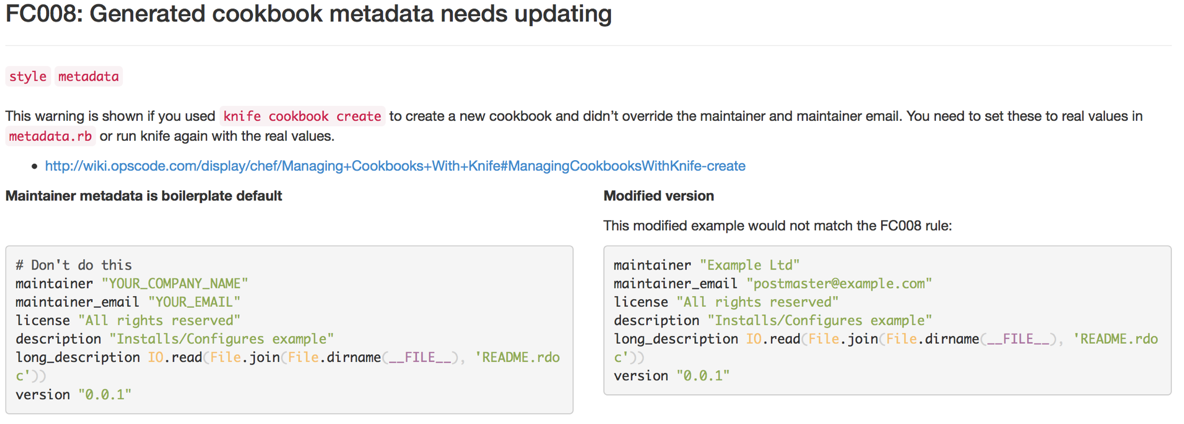 FC008: Generated cookbook metadata needs updating
style metadata
This warning is shown if you used knife cookbook create to create a new cookbook and didn’t override the maintainer and maintainer email. You need to set these to real values in
metadata.rb or run knife again with the real values.
• http://wiki.opscode.com/display/chef/Managing+Cookbooks+With+Knife#ManagingCookbooksWithKnife-create
Maintainer metadata is boilerplate default
# Don't do this
maintainer "YOUR_COMPANY_NAME"
maintainer_email "YOUR_EMAIL"
license "All rights reserved"
description "Installs/Configures example"
long_description IO.read(File.join(File.dirname(__FILE__), 'README.rdo
c'))
version "0.0.1"
Modified version
This modified example would not match the FC008 rule:
maintainer "Example Ltd"
maintainer_email "postmaster@example.com"
license "All rights reserved"
description "Installs/Configures example"
long_description IO.read(File.join(File.dirname(__FILE__), 'README.rdo
c'))
version "0.0.1"